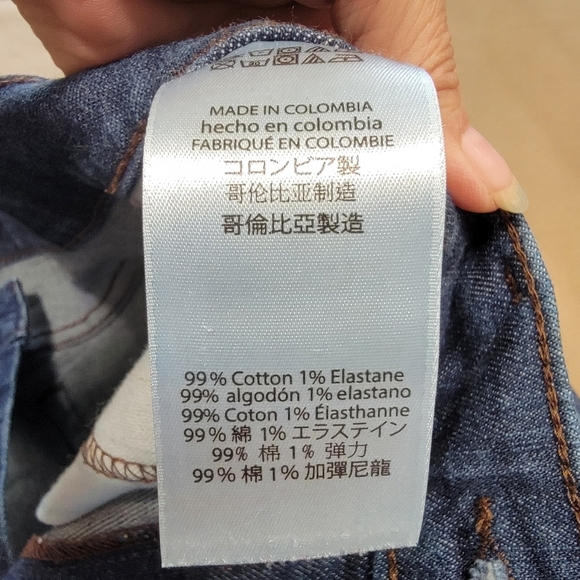 MADE IN COLOMBIA
hecho en colombia
FABRIQUÉ EN COLOMBIE
コロンビア製
哥伦比亚制造
哥倫比亞製造
99% Cotton 1% Elastane
99% algodón 1% elastano
99% Coton 1% Élasthanne
99% 綿 1% エラステイン
99% 棉 1% 弹力
99% 棉 1% 加彈尼龍